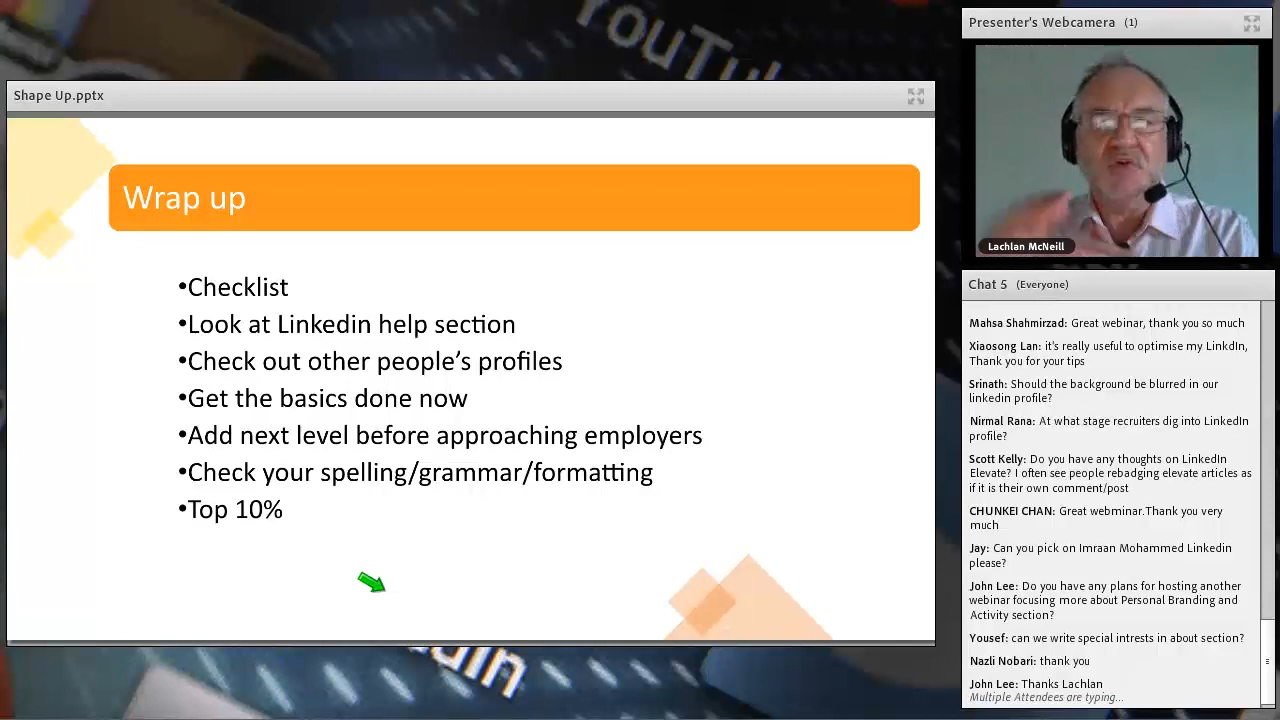 YouTub
Presenter's Webcamera (1)
Shape Up.pptx
Wrap up
•Checklist
•Look at Linkedin help section
•Check out other people's profiles
•Get the basics done now
•Add next level before approaching employers
•Check your spelling/grammar/formatting
•Top 10%
Lachlan McNeill
Chat 5 (Everyone)
Mahsa Shahmirzad: Great webinar, thank you so much
Xiaosong Lan: it's really useful to optimise my LinkdIn,
Thank you for your tips
Srinath: Should the background be blurred in our
linkedin profile?
Nirmal Rana: At what stage recruiters dig into LinkedIn
profile?
Scott Kelly: Do you have any thoughts on LinkedIn
Elevate? I often see people rebadging elevate articles as
if it is their own comment/post
CHUNKEI CHAN: Great webminar.Thank you very
much
Jay: Can you pick on Imraan Mohammed Linkedin
please?
John Lee: Do you have any plans for hosting another
webinar focusing more about Personal Branding and
Activity section?
Yousef: can we write special intrests in about section?
Nazli Nobari: thank you
John Lee: Thanks Lachlan
Multiple Attendees are typing...
din